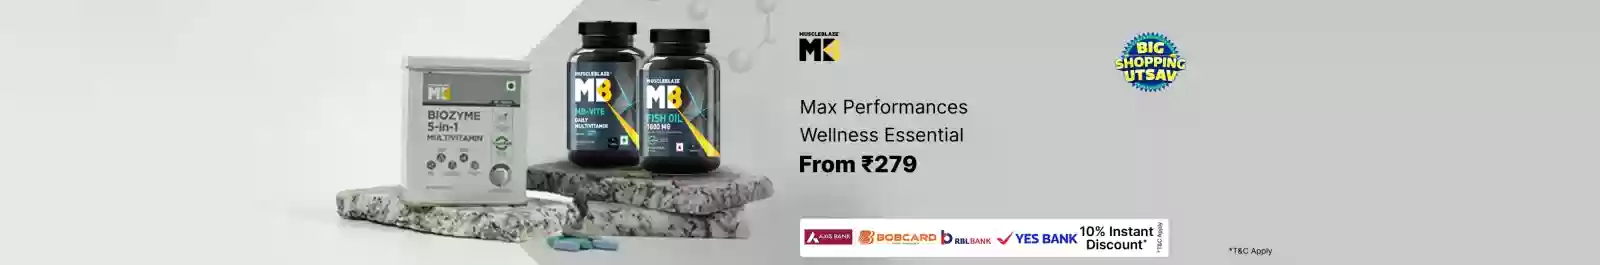 MUSCLEBLAZE
MB
BIOZYME
5-in-1
MULTIVITAMIN
MUSCLEBLAZE
MB
MB-VITE
DAILY
MULTIVITAMIN
MUSCLEBLAZE
MB
FISH OIL
1000 MG
MUSCLEBLAZE
BIG
SHOPPING
UTSAV
Max Performances
Wellness Essential
From ₹279
AXIS BANK
BOBCARD
RBLBANK
YES BANK
10% Instant
Discount*
*T&C Apply
*T&C Apply